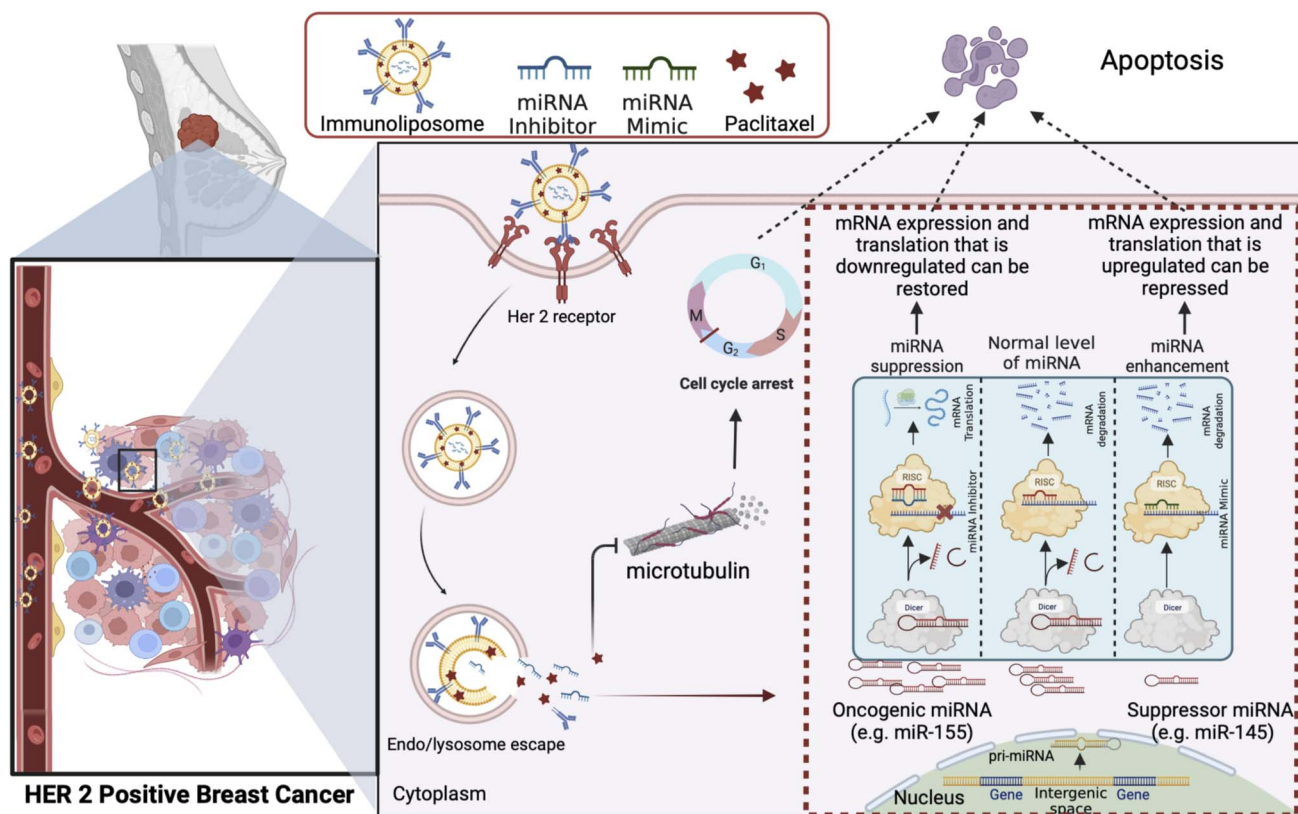 Immunoliposome
miRNA
Inhibitor
miRNA
Mimic
Paclitaxel
Apoptosis
Her 2 receptor
G1
S
G2
M
Cell cycle arrest
microtubulin
Endo/lysosome escape
Cytoplasm
HER 2 Positive Breast Cancer
mRNA expression and
translation that is
downregulated can be
restored
mRNA expression and
translation that is
upregulated can be
repressed
miRNA
suppression
Normal level
of miRNA
miRNA
enhancement
mRNA
Translation
mRNA
degradation
mRNA
degradation
RISC
RISC
RISC
miRNA Inhibitor
miRNA Mimic
Dicer
Dicer
Dicer
Oncogenic miRNA
(e.g. miR-155)
Suppressor miRNA
(e.g. miR-145)
pri-miRNA
Nucleus
Gene
Intergenic
space
Gene